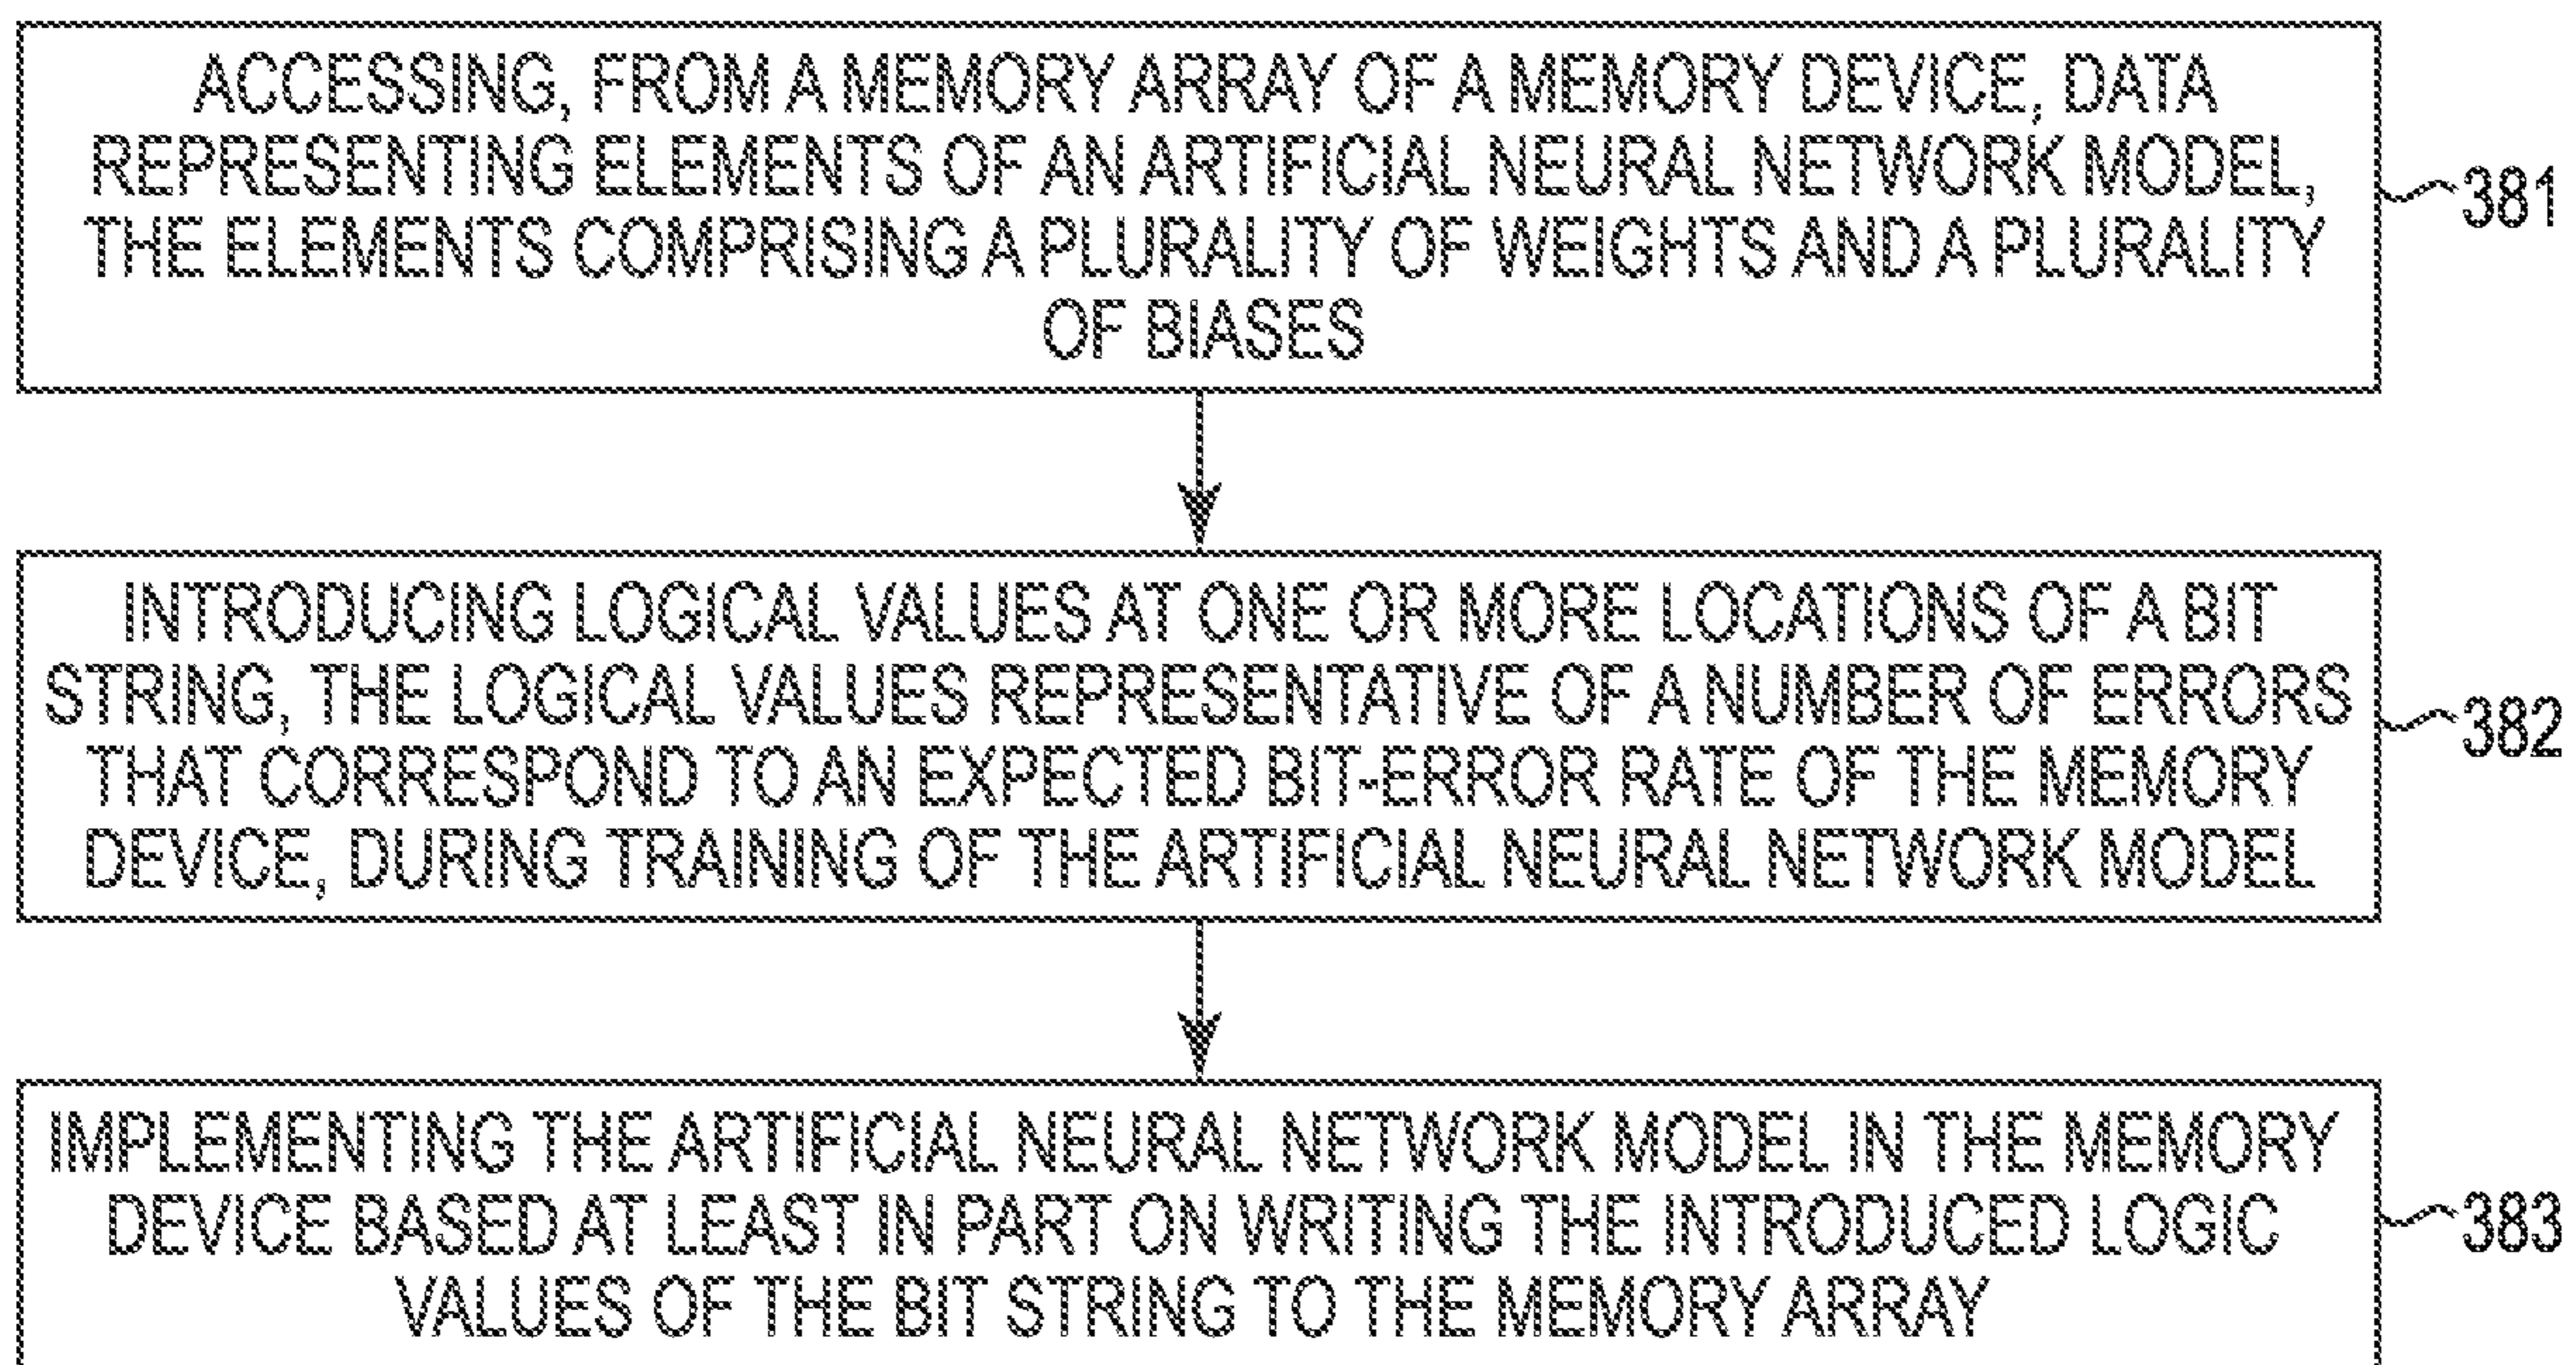 ACCESSING, FROM A MEMORY ARRAY OF A MEMORY DEVICE, DATA
REPRESENTING ELEMENTS OF AN ARTIFICIAL NEURAL NETWORK MODEL,
THE ELEMENTS COMPRISING A PLURALITY OF WEIGHTS AND A PLURALITY
OF BIASES
381
INTRODUCING LOGICAL VALUES AT ONE OR MORE LOCATIONS OF A BIT
STRING, THE LOGICAL VALUES REPRESENTATIVE OF A NUMBER OF ERRORS
THAT CORRESPOND TO AN EXPECTED BIT-ERROR RATE OF THE MEMORY
DEVICE, DURING TRAINING OF THE ARTIFICIAL NEURAL NETWORK MODEL
382
IMPLEMENTING THE ARTIFICIAL NEURAL NETWORK MODEL IN THE MEMORY
DEVICE BASED AT LEAST IN PART ON WRITING THE INTRODUCED LOGIC
VALUES OF THE BIT STRING TO THE MEMORY ARRAY
383